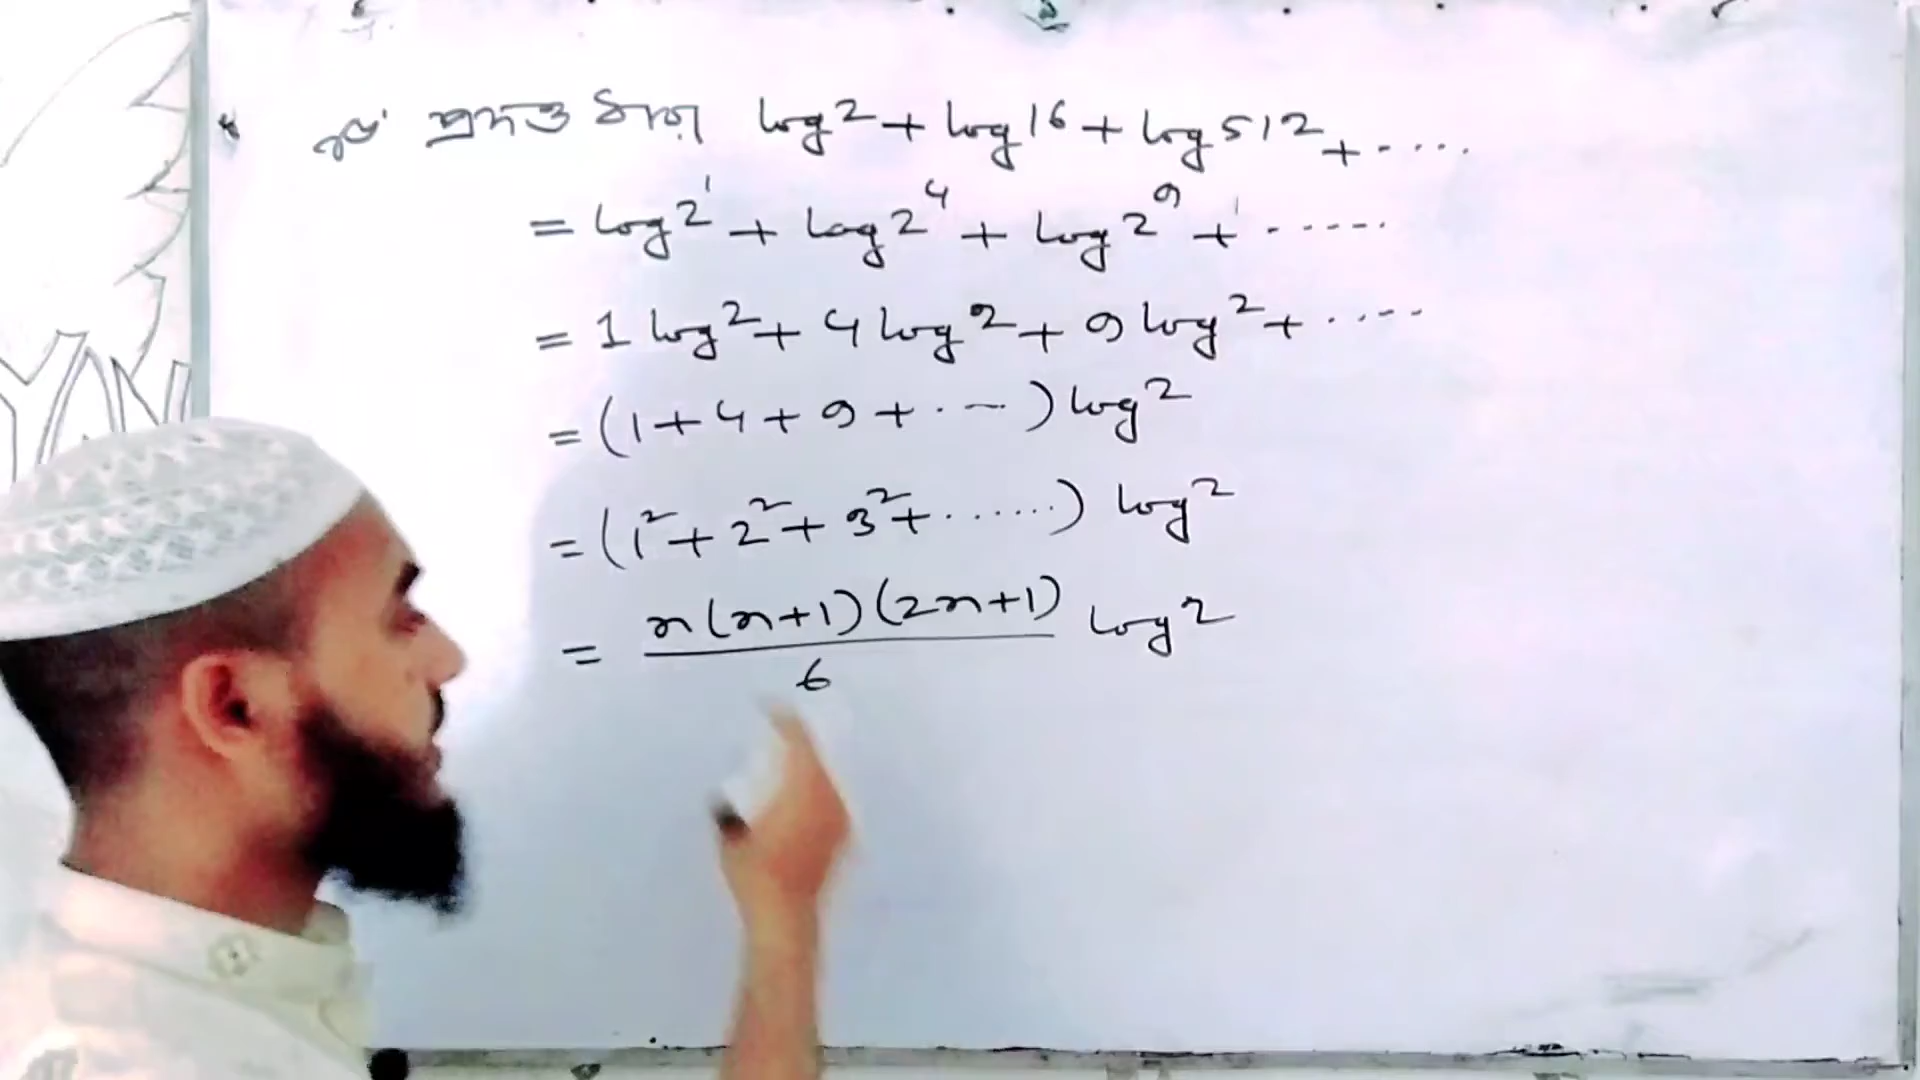 প্রদত্ত ধারা log2 + log16 + log512 + ....
= log2¹ + log2⁴ + log2⁹ + ......
= 1 log2 + 4 log2 + 9 log2 + .....
= (1 + 4 + 9 + ...) log2
= (1² + 2² + 3² + ......) log2
= n(n+1)(2n+1)/6 log2